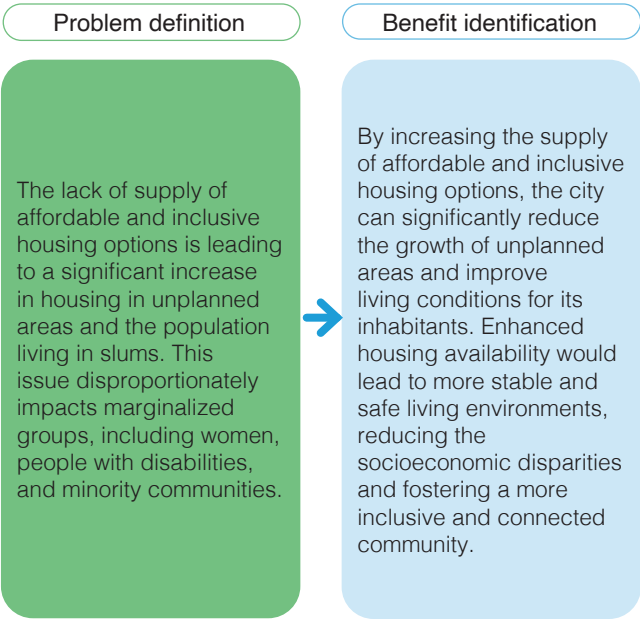 Problem definition
The lack of supply of
affordable and inclusive
housing options is leading
to a significant increase
in housing in unplanned
areas and the population
living in slums. This
issue disproportionately
impacts marginalized
groups, including women,
people with disabilities,
and minority communities.
Benefit identification
By increasing the supply
of affordable and inclusive
housing options, the city
can significantly reduce
the growth of unplanned
areas and improve
living conditions for its
inhabitants. Enhanced
housing availability would
lead to more stable and
safe living environments,
reducing the
socioeconomic disparities
and fostering a more
inclusive and connected
community.